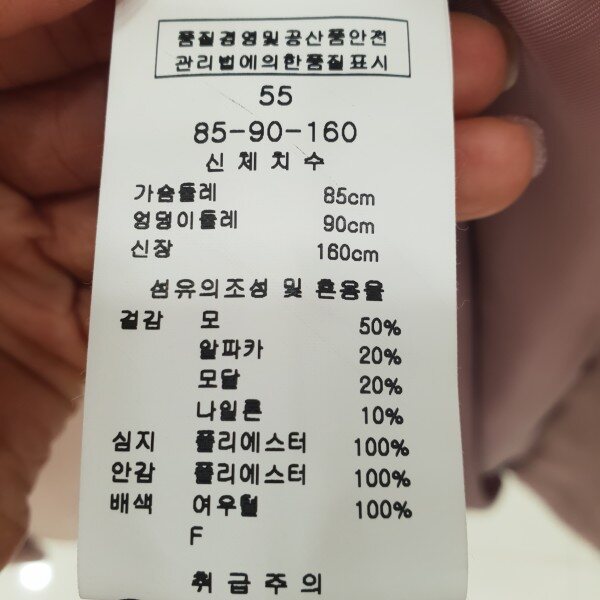 품질경영및공산품안전
관리법에의한품질표시
55
85-90-160
신체치수
가슴둘레 85cm
엉덩이둘레 90cm
신장 160cm
섬유의조성 및 혼용율
겉감 모 50%
알파카 20%
모달 20%
나일론 10%
심지 폴리에스터 100%
안감 폴리에스터 100%
배색 여우털 100%
F
취급주의